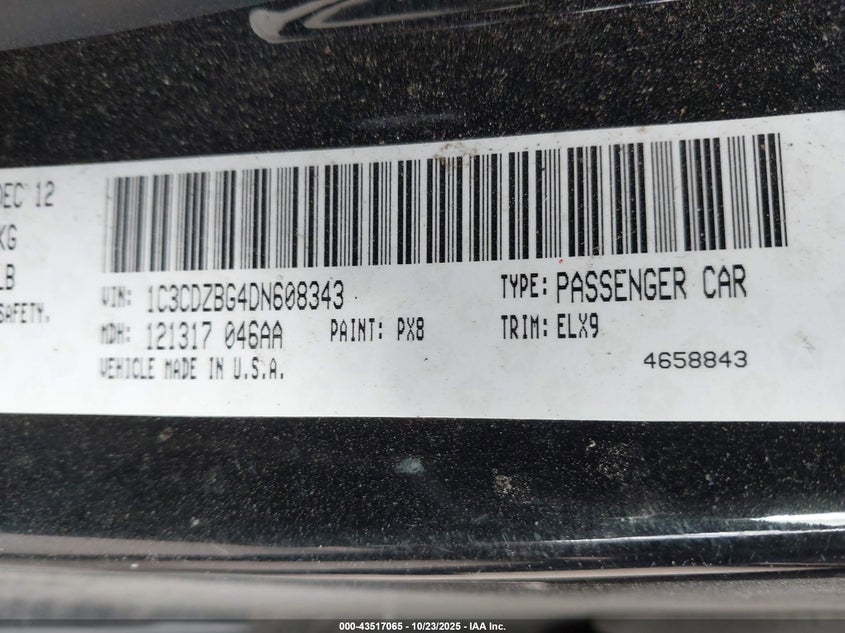 DEC '12
KG
LB
SAFETY,
VIN: 1C3CDZBG4DN608343
TYPE: PASSENGER CAR
MDH: 121317 046AA PAINT: PX8 TRIM: ELX9
VEHICLE MADE IN U.S.A.
4658843
000-43517065 - 10/23/2025 - IAA Inc.